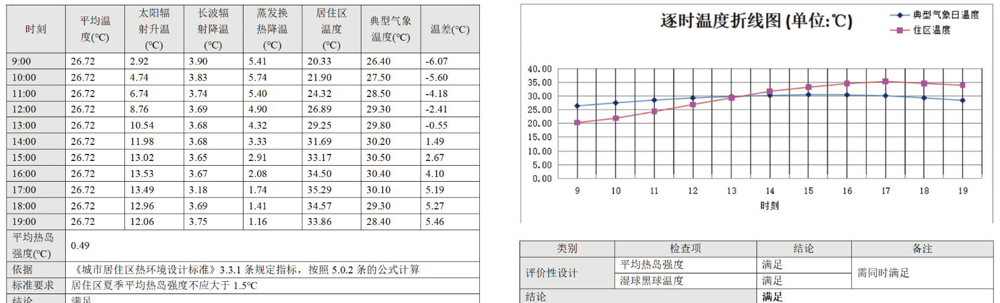 时刻 平均温度(℃) 太阳辐射升温(℃) 长波辐射降温(℃) 蒸发换热降温(℃) 居住区温度(℃) 典型气象温度(℃) 温差(℃)
9:00 26.72 2.92 3.90 5.41 20.33 26.40 -6.07
10:00 26.72 4.74 3.83 5.74 21.90 27.50 -5.60
11:00 26.72 6.74 3.74 5.40 24.32 28.50 -4.18
12:00 26.72 8.76 3.69 4.90 26.89 29.30 -2.41
13:00 26.72 10.54 3.68 4.32 29.25 29.80 -0.55
14:00 26.72 11.98 3.68 3.33 31.69 30.20 1.49
15:00 26.72 13.02 3.65 2.91 33.17 30.50 2.67
16:00 26.72 13.53 3.67 2.08 34.50 30.40 4.10
17:00 26.72 13.49 3.18 1.74 35.29 30.10 5.19
18:00 26.72 12.96 3.69 1.41 34.57 29.30 5.27
19:00 26.72 12.06 3.75 1.16 33.86 28.40 5.46
平均热岛强度(℃) 0.49
依据 《城市居住区热环境设计标准》3.3.1 条规定指标，按照 5.0.2 条的公式计算
标准要求 居住区夏季平均热岛强度不应大于 1.5℃
结论 满足
逐时温度折线图 (单位:℃)
典型气象日温度
住区温度
40.00
35.00
30.00
25.00
20.00
15.00
10.00
5.00
0.00
9 10 11 12 13 14 15 16 17 18 19
时刻
类别 检查项 结论 备注
评价性设计 平均热岛强度 满足 需同时满足
湿球黑球温度 满足
结论 满足